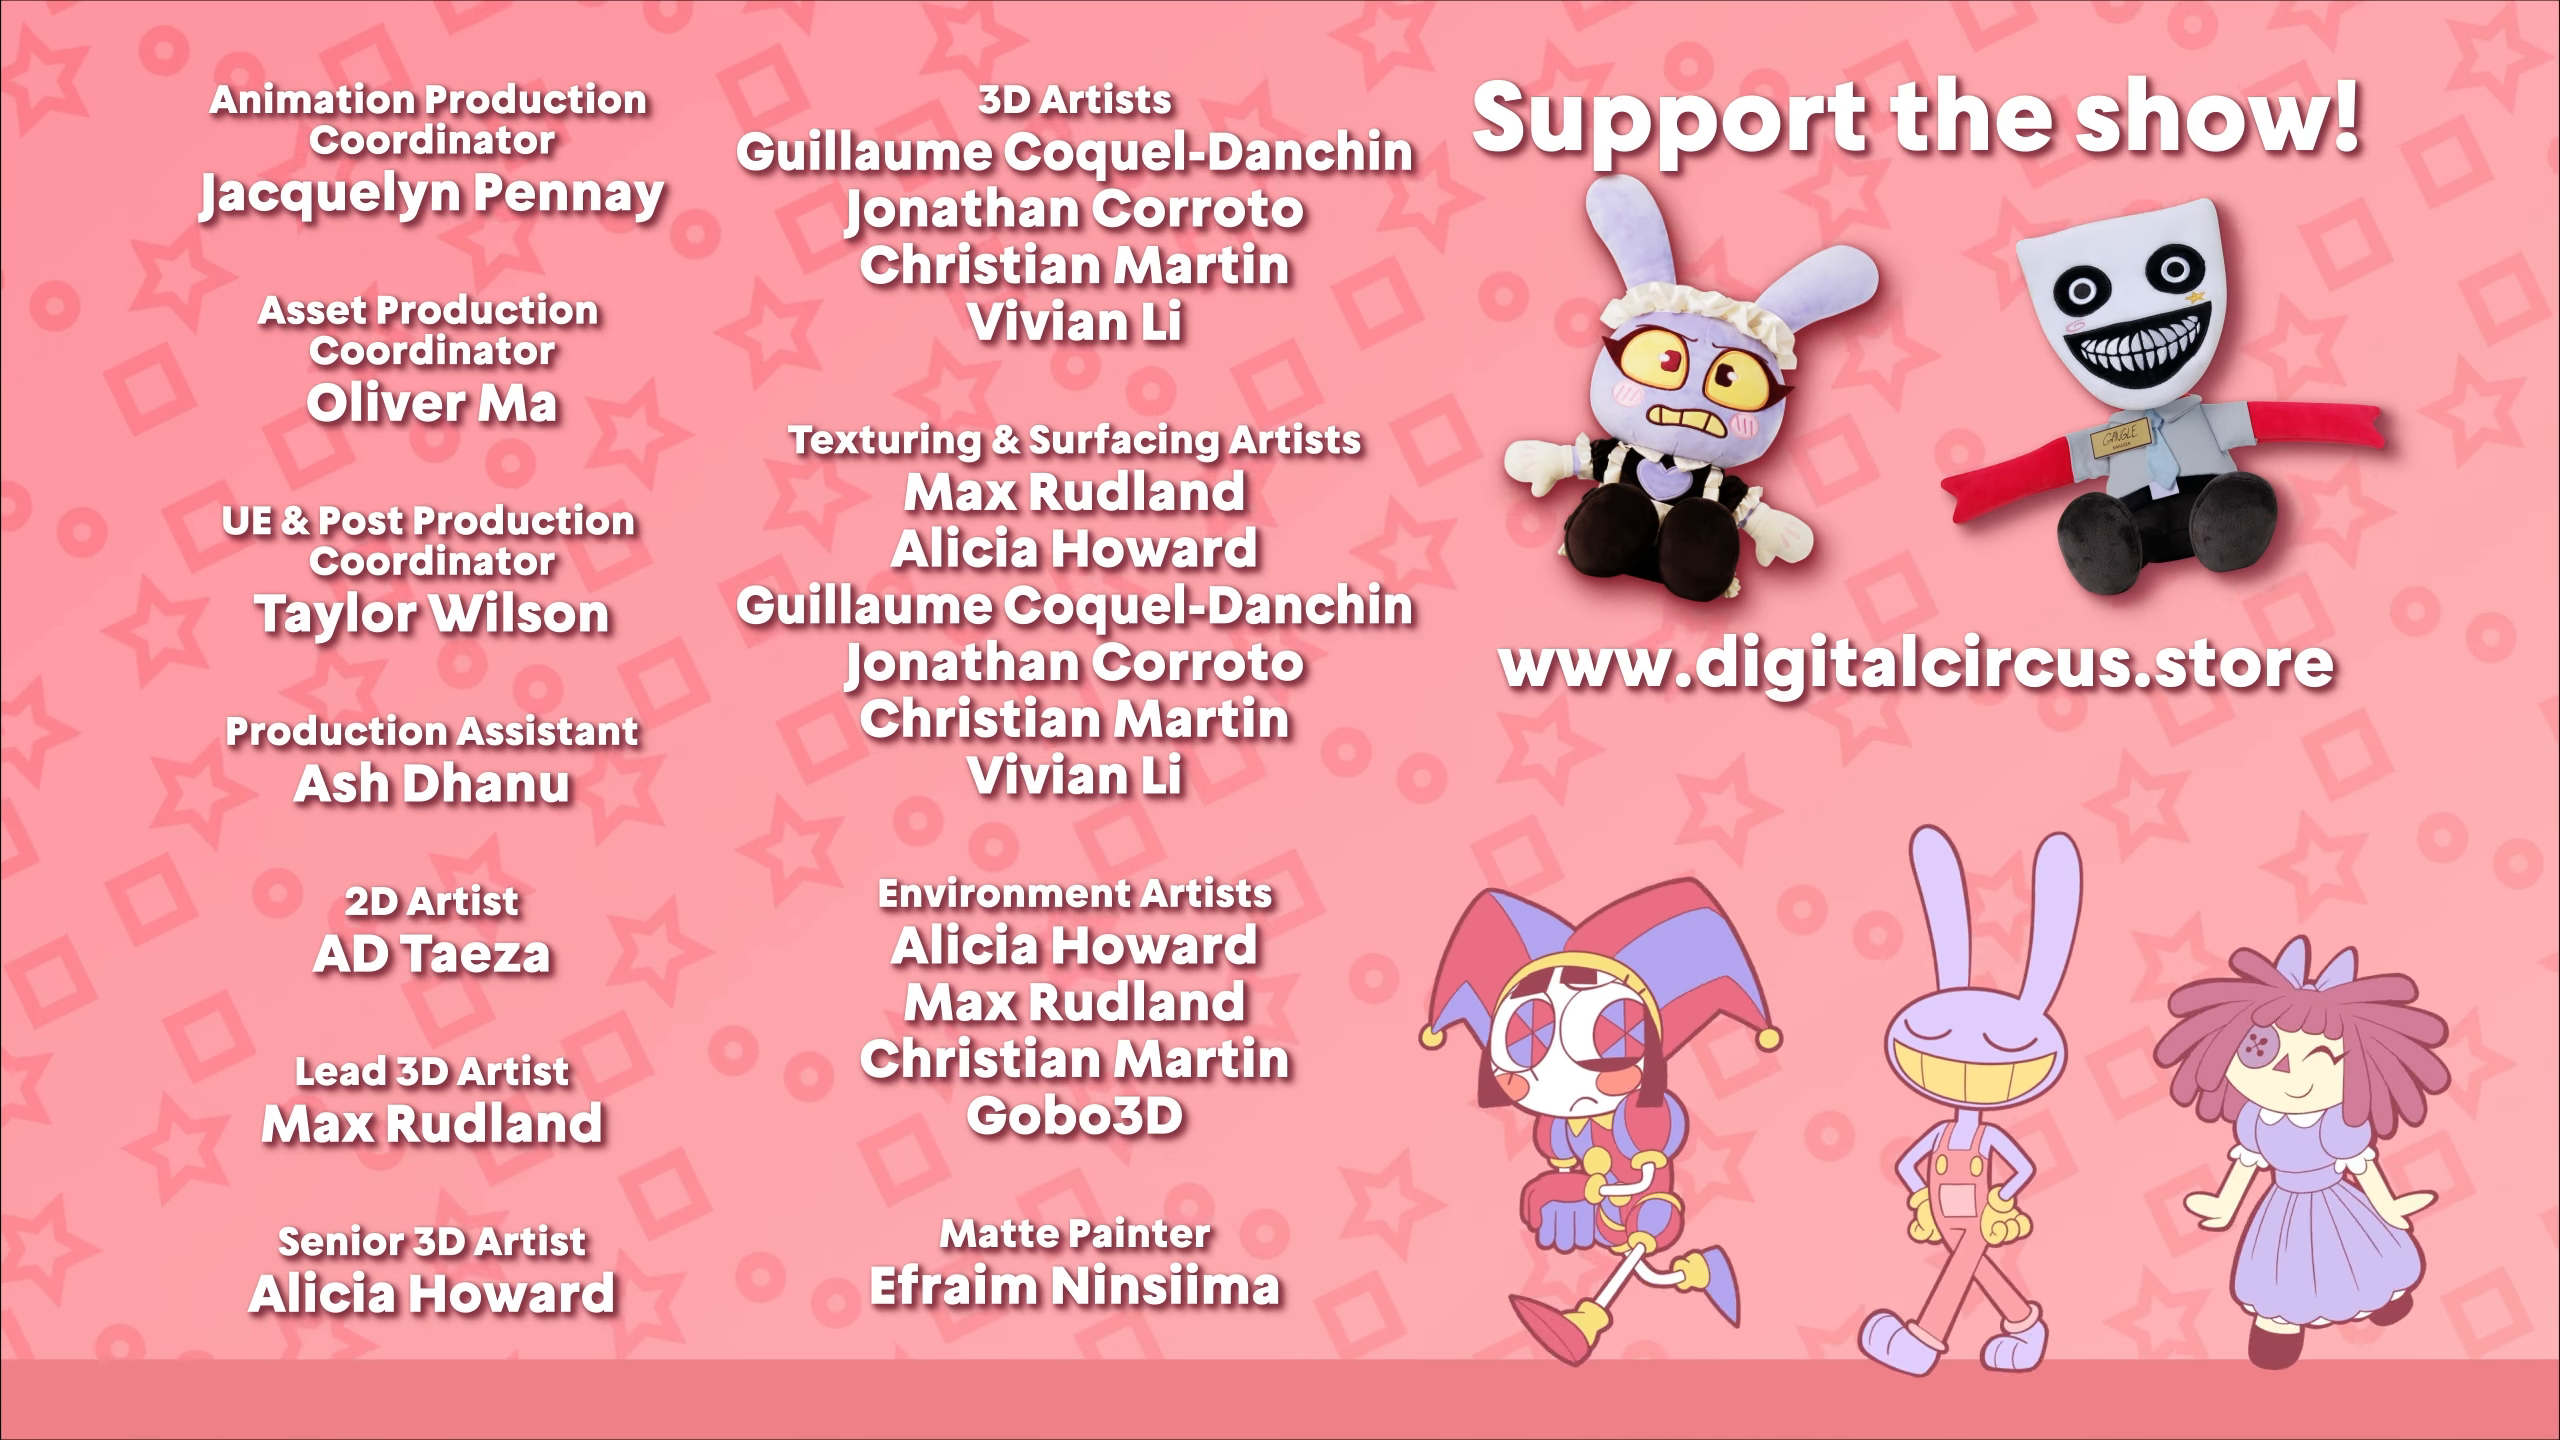 Animation Production
Coordinator
Jacquelyn Pennay
Asset Production
Coordinator
Oliver Ma
UE & Post Production
Coordinator
Taylor Wilson
Production Assistant
Ash Dhanu
2D Artist
AD Taeza
Lead 3D Artist
Max Rudland
Senior 3D Artist
Alicia Howard
3D Artists
Guillaume Coquel-Danchin
Jonathan Corroto
Christian Martin
Vivian Li
Texturing & Surfacing Artists
Max Rudland
Alicia Howard
Guillaume Coquel-Danchin
Jonathan Corroto
Christian Martin
Vivian Li
Environment Artists
Alicia Howard
Max Rudland
Christian Martin
Gobo3D
Matte Painter
Efraim Ninsiima
Support the show!
GANGLE
MANAGER
www.digitalcircus.store